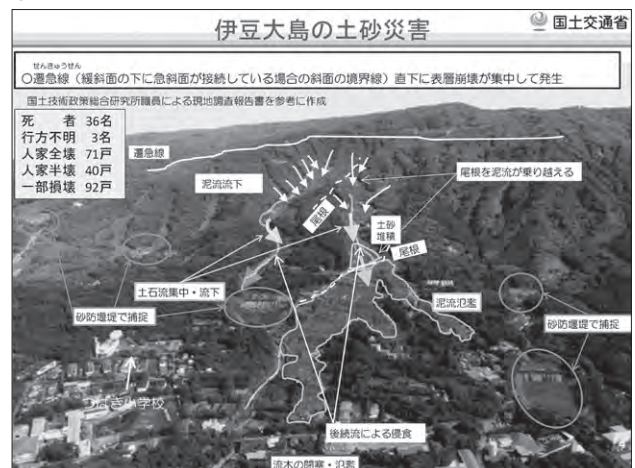 伊豆大島の土砂災害
国土交通省
せんきゅうせん
○遷急線（緩斜面の下に急斜面が接続している場合の斜面の境界線）直下に表層崩壊が集中して発生
国土技術政策総合研究所職員による現地調査報告書を参考に作成
死 者 36名
行方不明 3名
人家全壊 71戸
人家半壊 40戸
一部損壊 92戸
遷急線
泥流流下
尾根を泥流が乗り越える
尾根
土砂
堆積
尾根
土石流集中・流下
泥流氾濫
砂防堰堤で捕捉
砂防堰堤で捕捉
つばき小学校
後続流による侵食
流木の閉塞・氾濫